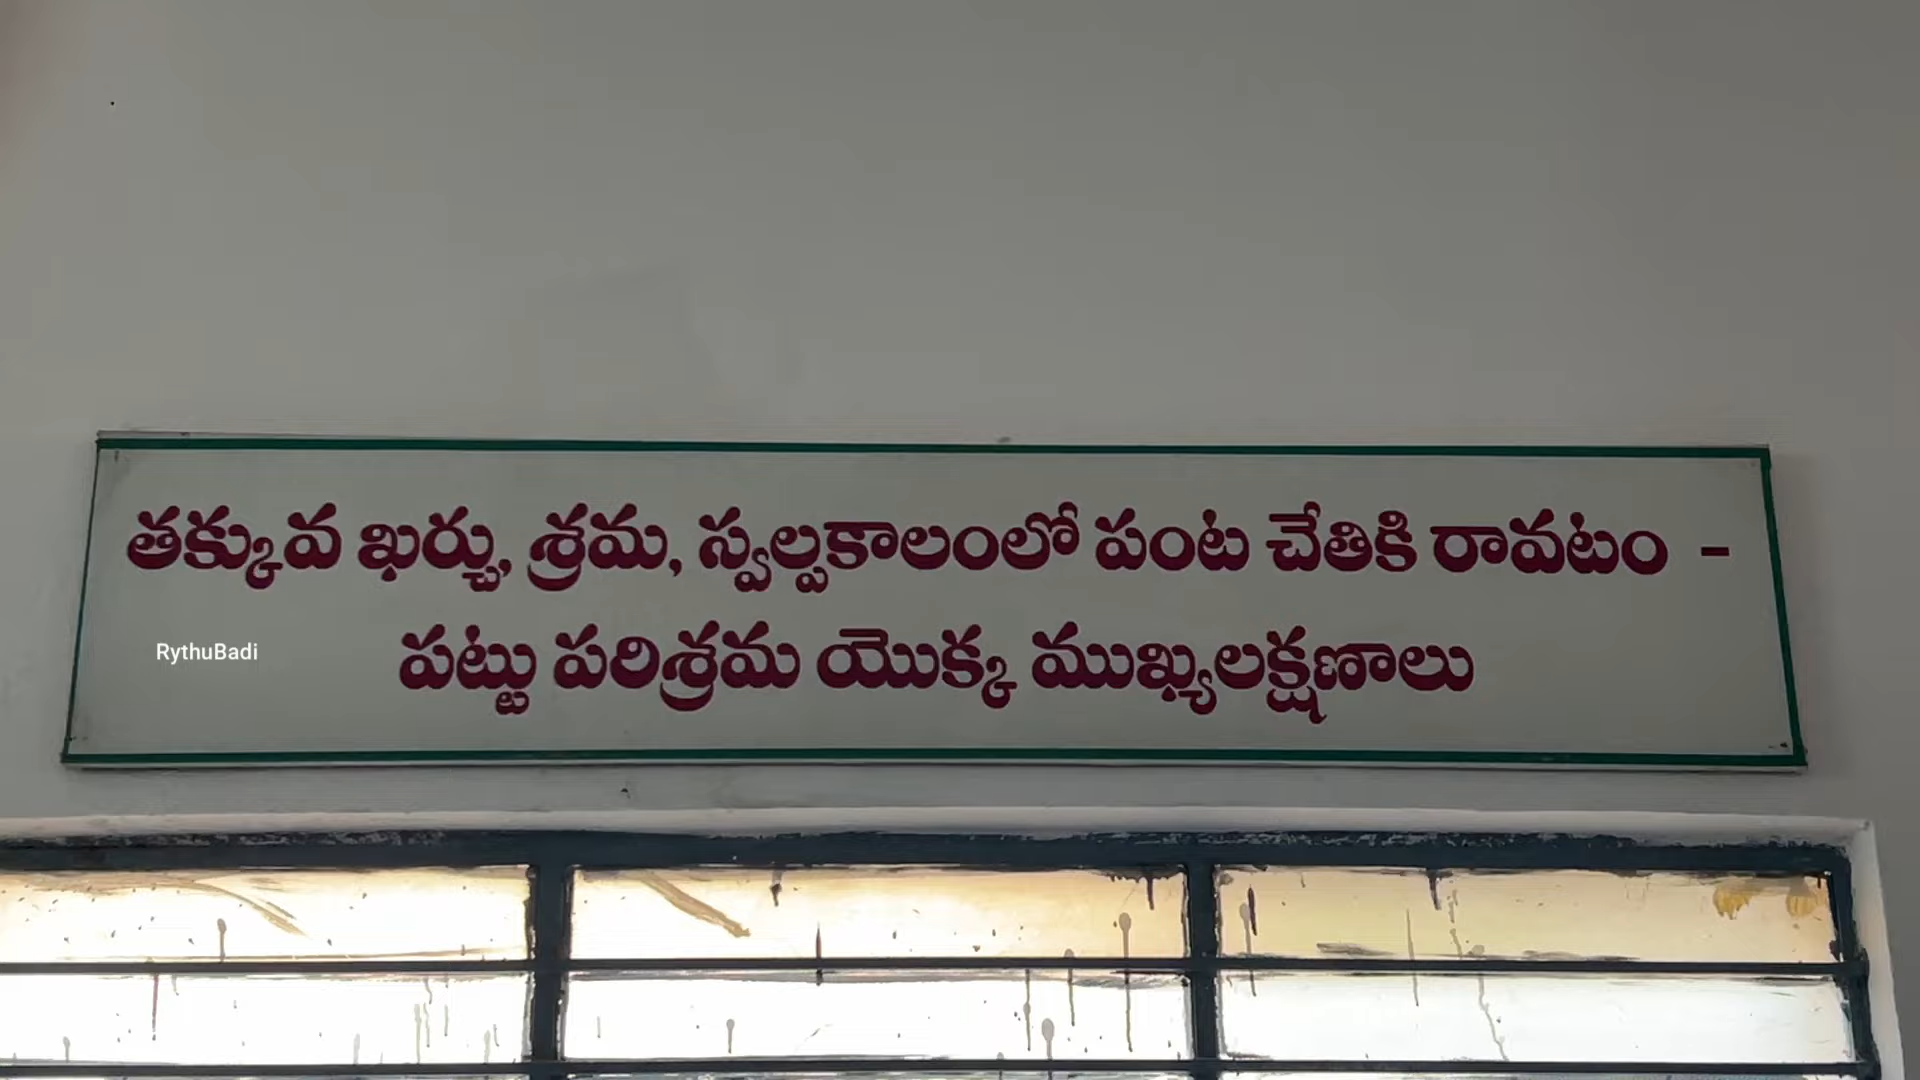 తక్కువ ఖర్చు, శ్రమ, స్వల్పకాలంలో పంట చేతికి రావటం -
పట్టు పరిశ్రమ యొక్క ముఖ్యలక్షణాలు
RythuBadi